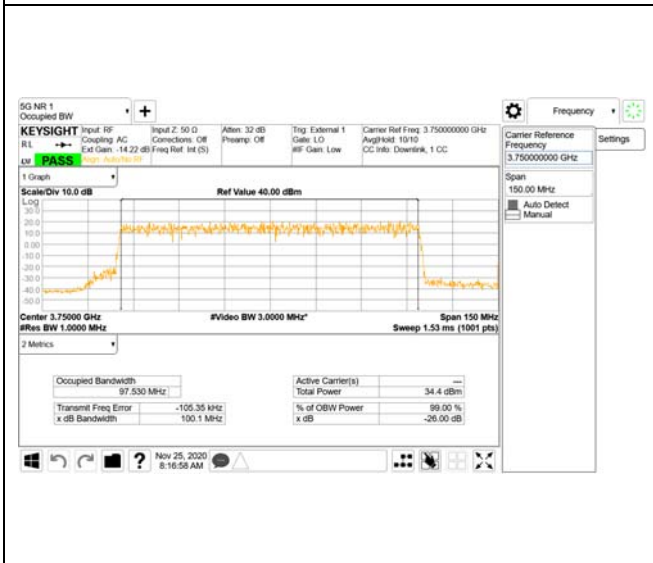 5G NR 1
Occupied BW
+
Frequency
KEYSIGHT Input: RF Input Z: 50 Ω Atten: 32 dB Trig: External 1 Carrier Ref Freq: 3.750000000 GHz
RL Coupling: AC Corrections: Off Preamp: Off Gate: LO Avg|Hold: 10/10
Ext Gain: -14.22 dB Freq Ref: Int (S) #IF Gain: Low CC Info: Downlink, 1 CC
PASS Align: Auto/No RF
Carrier Reference
Frequency
3.750000000 GHz
Settings
Span
150.00 MHz
Auto Detect
Manual
1 Graph
Scale/Div 10.0 dB Ref Value 40.00 dBm
Log
30.0
20.0
10.0
0.00
-10.0
-20.0
-30.0
-40.0
-50.0
Center 3.75000 GHz #Video BW 3.0000 MHz* Span 150 MHz
#Res BW 1.0000 MHz Sweep 1.53 ms (1001 pts)
2 Metrics
Occupied Bandwidth Active Carrier(s) ---
97.530 MHz Total Power 34.4 dBm
Transmit Freq Error -105.35 kHz % of OBW Power 99.00 %
x dB Bandwidth 100.1 MHz x dB -26.00 dB
? Nov 25, 2020
8:16:58 AM